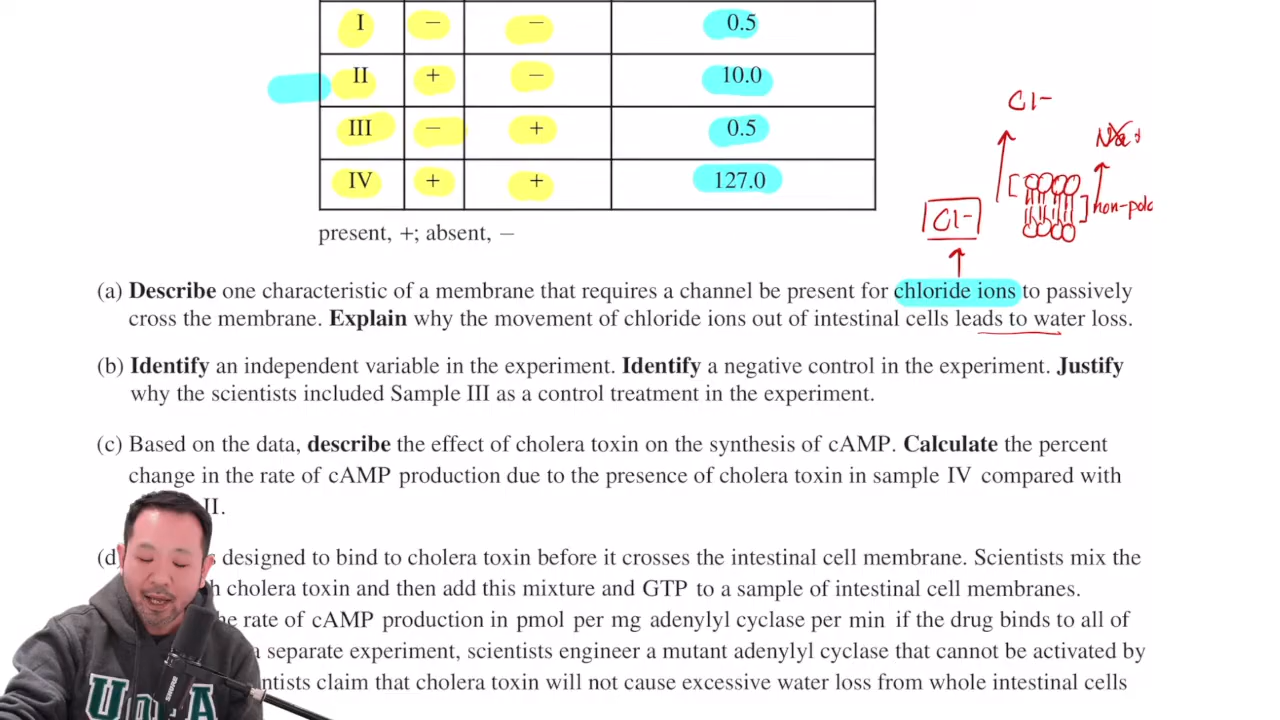 I − − 0.5
II + − 10.0
III − + 0.5
IV + + 127.0
present, +; absent, −
Cl−
Na+
non-pola
Cl−
(a) Describe one characteristic of a membrane that requires a channel be present for chloride ions to passively
cross the membrane. Explain why the movement of chloride ions out of intestinal cells leads to water loss.
(b) Identify an independent variable in the experiment. Identify a negative control in the experiment. Justify
why the scientists included Sample III as a control treatment in the experiment.
(c) Based on the data, describe the effect of cholera toxin on the synthesis of cAMP. Calculate the percent
change in the rate of cAMP production due to the presence of cholera toxin in sample IV compared with
II.
(d designed to bind to cholera toxin before it crosses the intestinal cell membrane. Scientists mix the
h cholera toxin and then add this mixture and GTP to a sample of intestinal cell membranes.
he rate of cAMP production in pmol per mg adenylyl cyclase per min if the drug binds to all of
a separate experiment, scientists engineer a mutant adenylyl cyclase that cannot be activated by
ntists claim that cholera toxin will not cause excessive water loss from whole intestinal cells